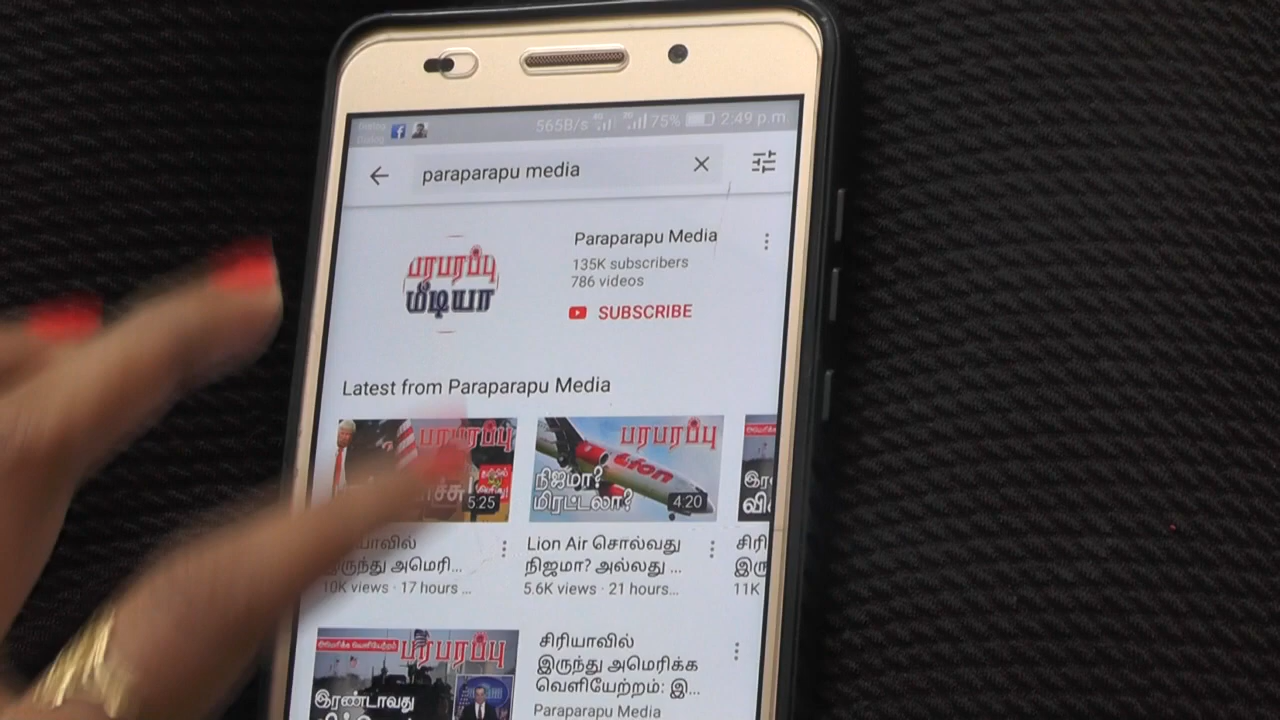 Dialog
565B/s 4G 75% 2:49 p.m.
paraparapu media
பரபரப்பு
மீடியா
Paraparapu Media
135K subscribers
786 videos
SUBSCRIBE
Latest from Paraparapu Media
பரபரப்பு
5:25
பரபரப்பு
நிஜமா?
மிரட்டலா?
Lion
4:20
அமெரி...
10K views · 17 hours ...
Lion Air சொல்வது
நிஜமா? அல்லது ...
5.6K views · 21 hours...
11K
பரபரப்பு
இரண்டாவது
சிரியாவில்
இருந்து அமெரிக்க
வெளியேற்றம்: இ...
Paraparapu Media